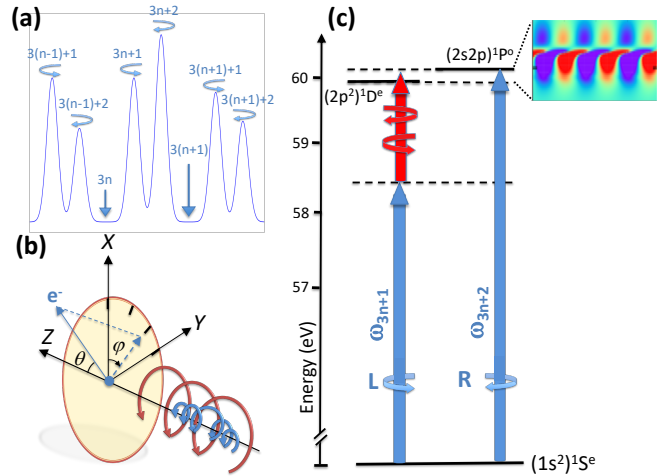 (a)
3(n-1)+1
3(n-1)+2
3n
3n+1
3n+2
3(n+1)
3(n+1)+1
3(n+1)+2
(b)
X
Y
Z
e-
θ
φ
(c)
Energy (eV)
60
59
58
57
(2s2p)¹Pᵒ
(2p²)¹Dᵉ
ω3n+1
ω3n+2
L
R
(1s²)¹Sᵉ